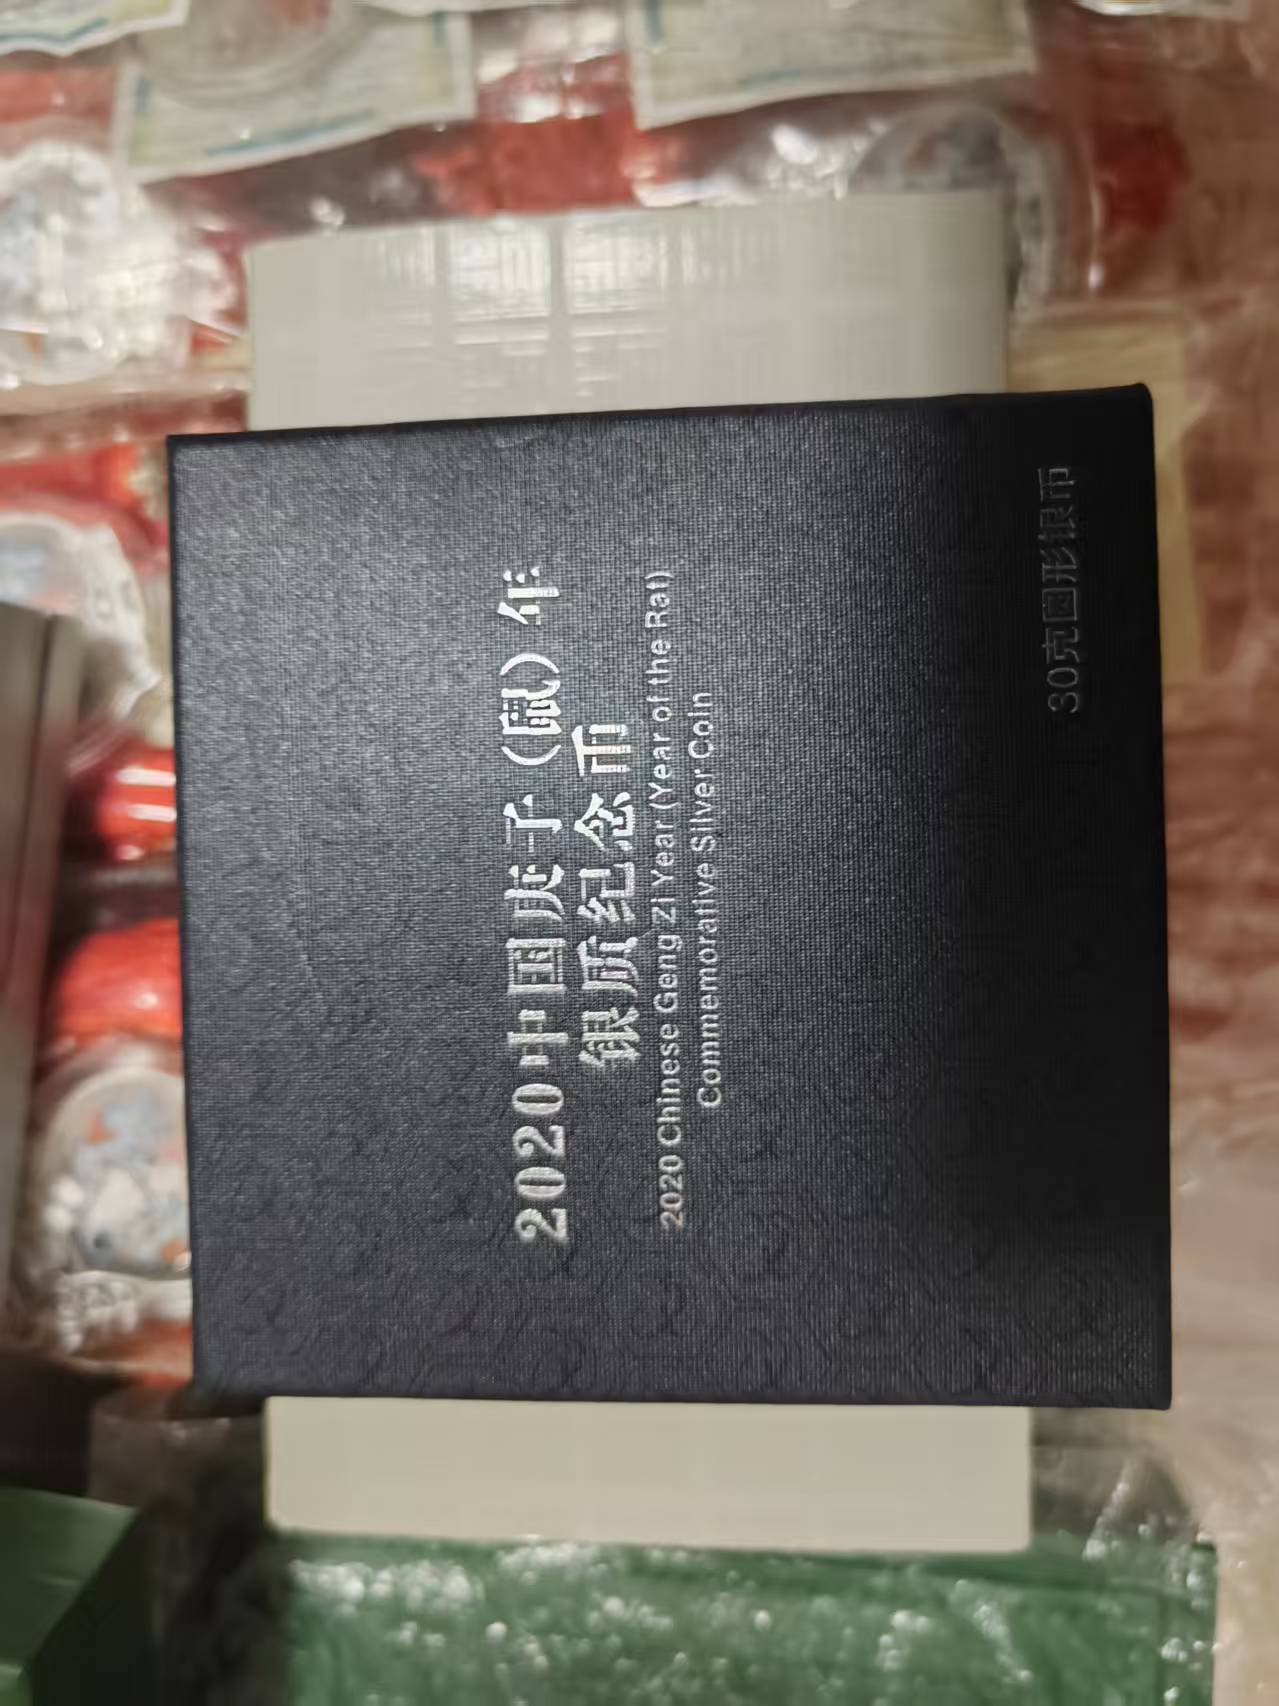 2020中国庚子（鼠）年
银质纪念币
2020 Chinese Geng Zi Year (Year of the Rat)
Commemorative Silver Coin
30克圆形银币